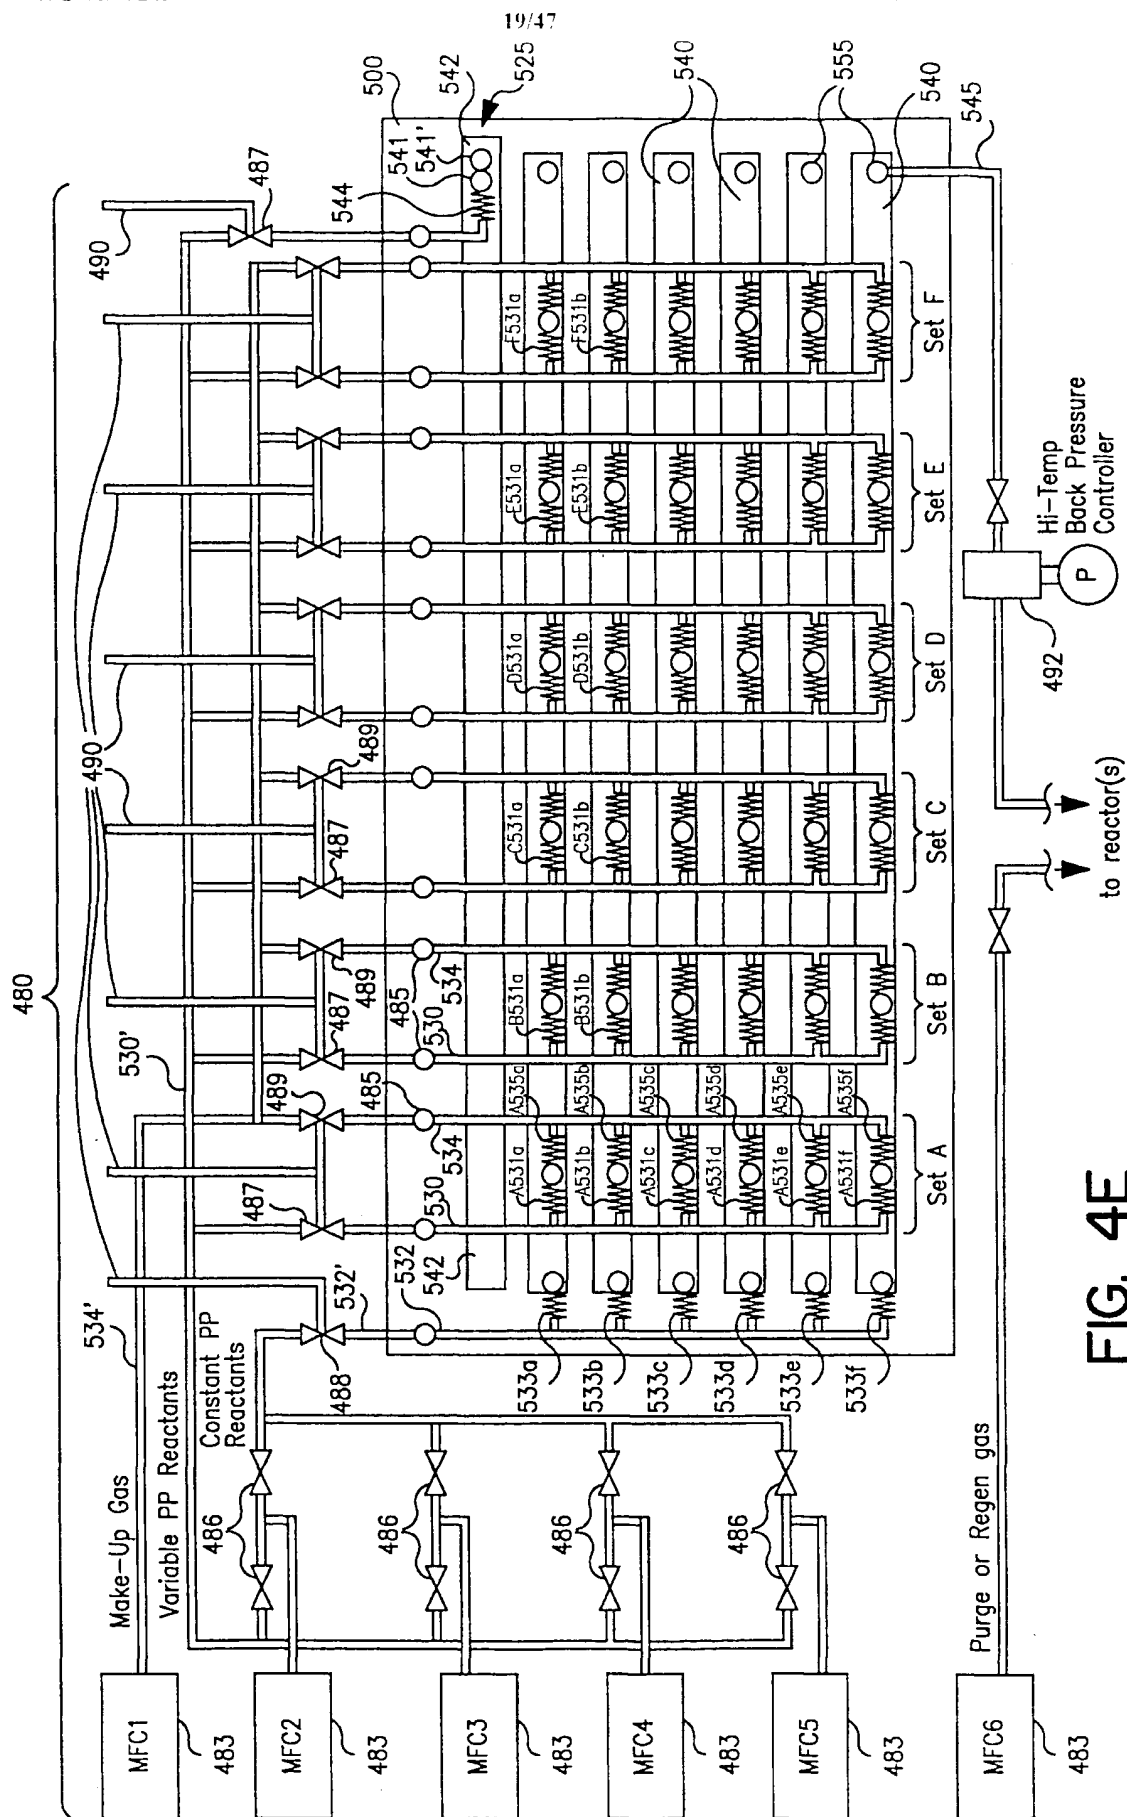 19/47
480
490
487
534'
530'
490
Make-Up Gas
Variable PP Reactants
Constant PP
Reactants
488
487
489
487
489
487
489
485
485
532'
532
542
530
534
530
534
544
541
541'
542
500
525
540
555
540
545
MFC1
483
MFC2
483
MFC3
483
MFC4
483
MFC5
483
MFC6
483
486
486
486
486
533a
533b
533c
533d
533e
533f
A531a
A531b
A531c
A531d
A531e
A531f
A535a
A535b
A535c
A535d
A535e
A535f
B531a
B531b
C531a
C531b
D531a
D531b
E531a
E531b
F531a
F531b
Set A
Set B
Set C
Set D
Set E
Set F
Purge or Regen gas
to reactor(s)
492
P
Hi-Temp
Back Pressure
Controller
FIG. 4E